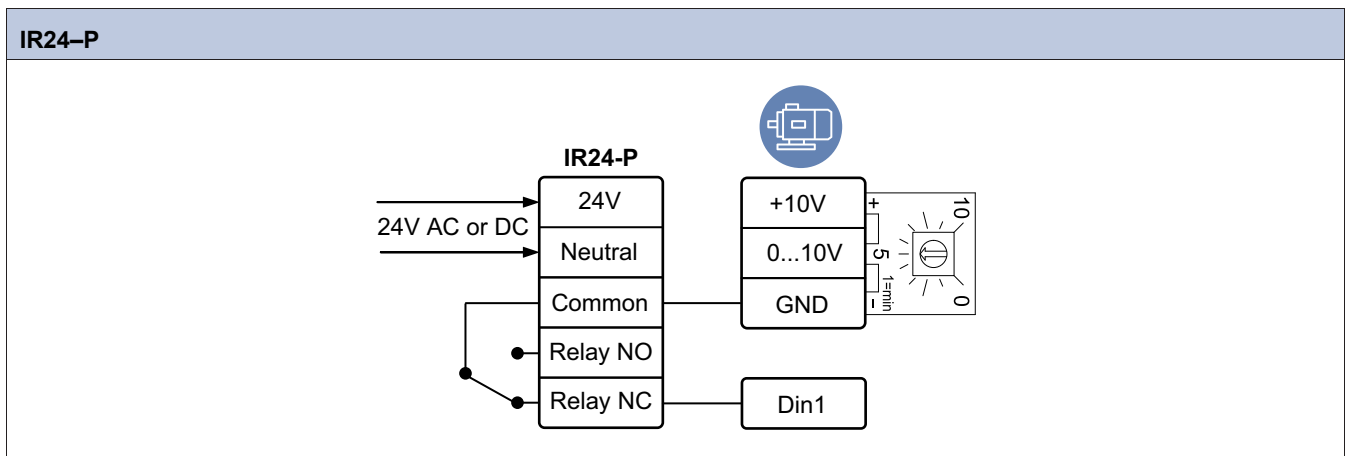 IR24–P
IR24-P
24V AC or DC
24V
Neutral
Common
Relay NO
Relay NC
+10V
0...10V
GND
Din1
+
-
10
5
1=min
0